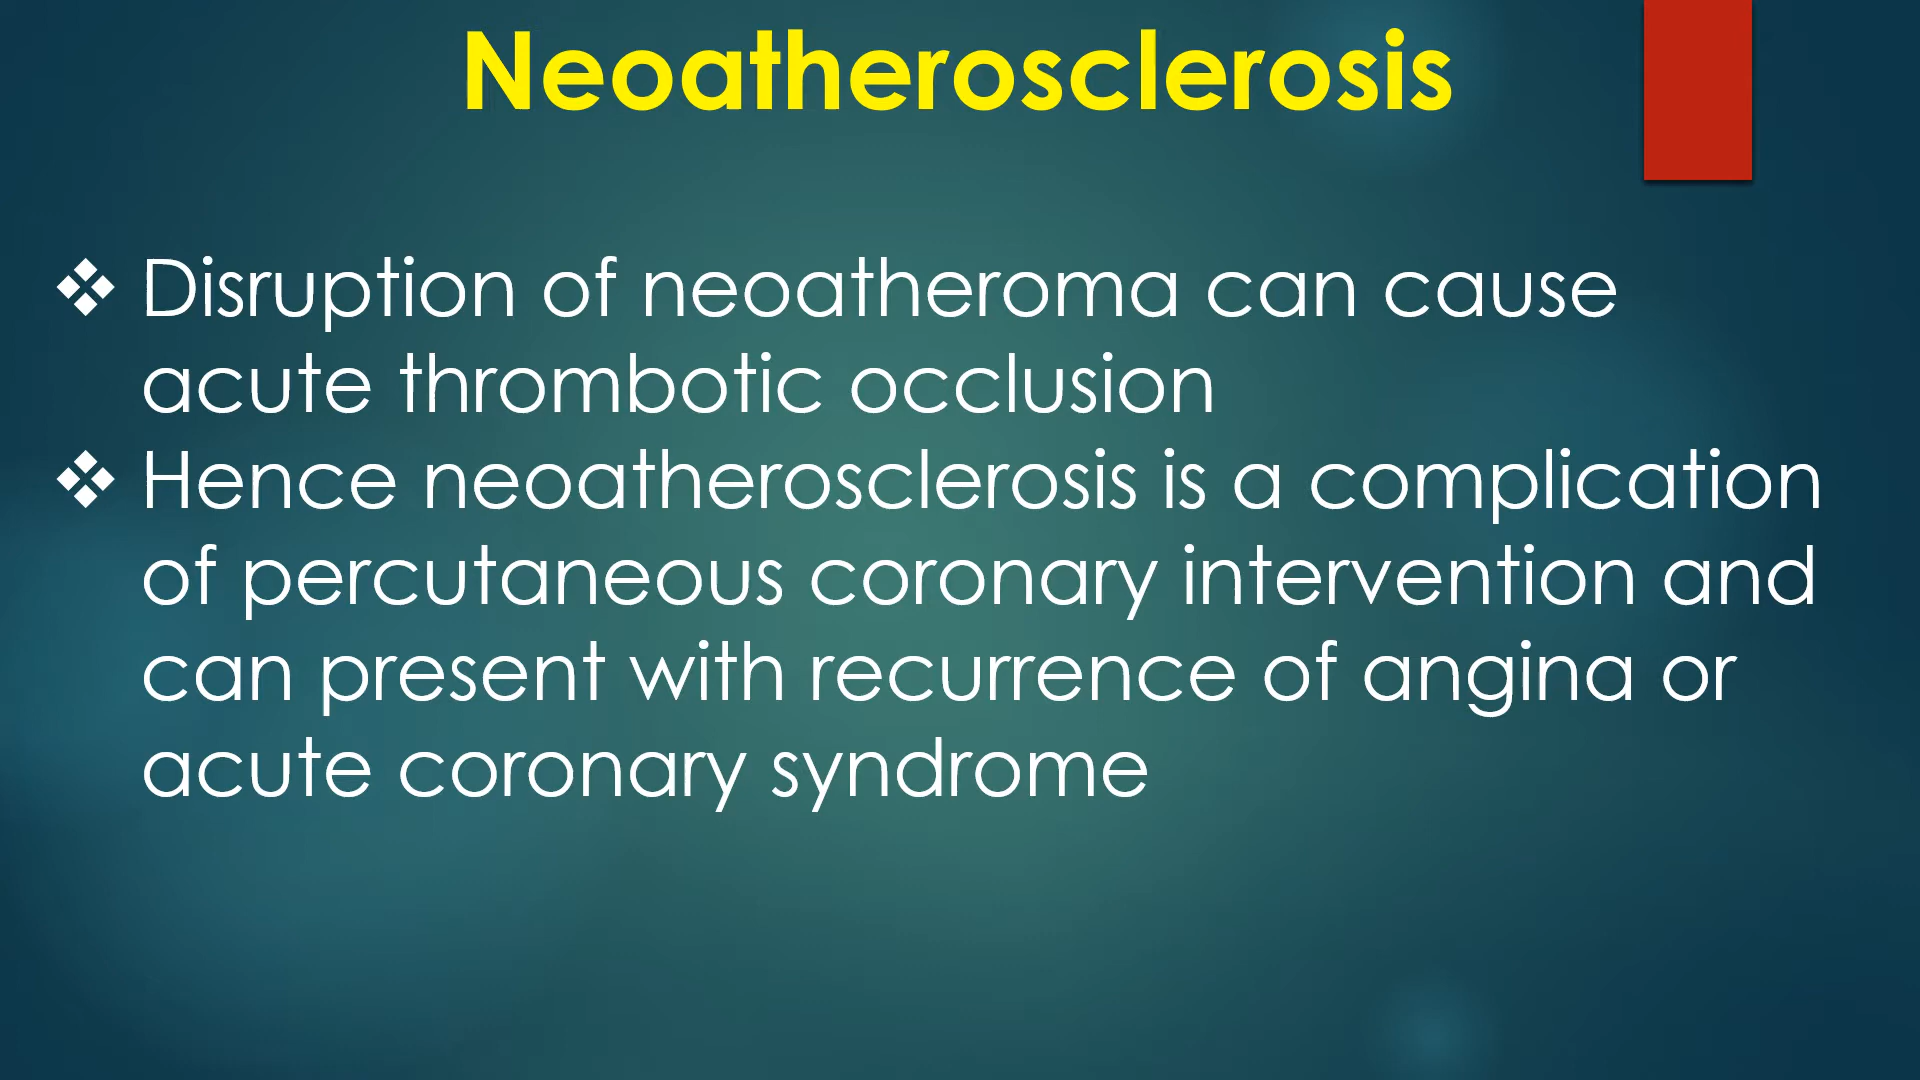 Neoatherosclerosis
❖ Disruption of neoatheroma can cause
acute thrombotic occlusion
❖ Hence neoatherosclerosis is a complication
of percutaneous coronary intervention and
can present with recurrence of angina or
acute coronary syndrome